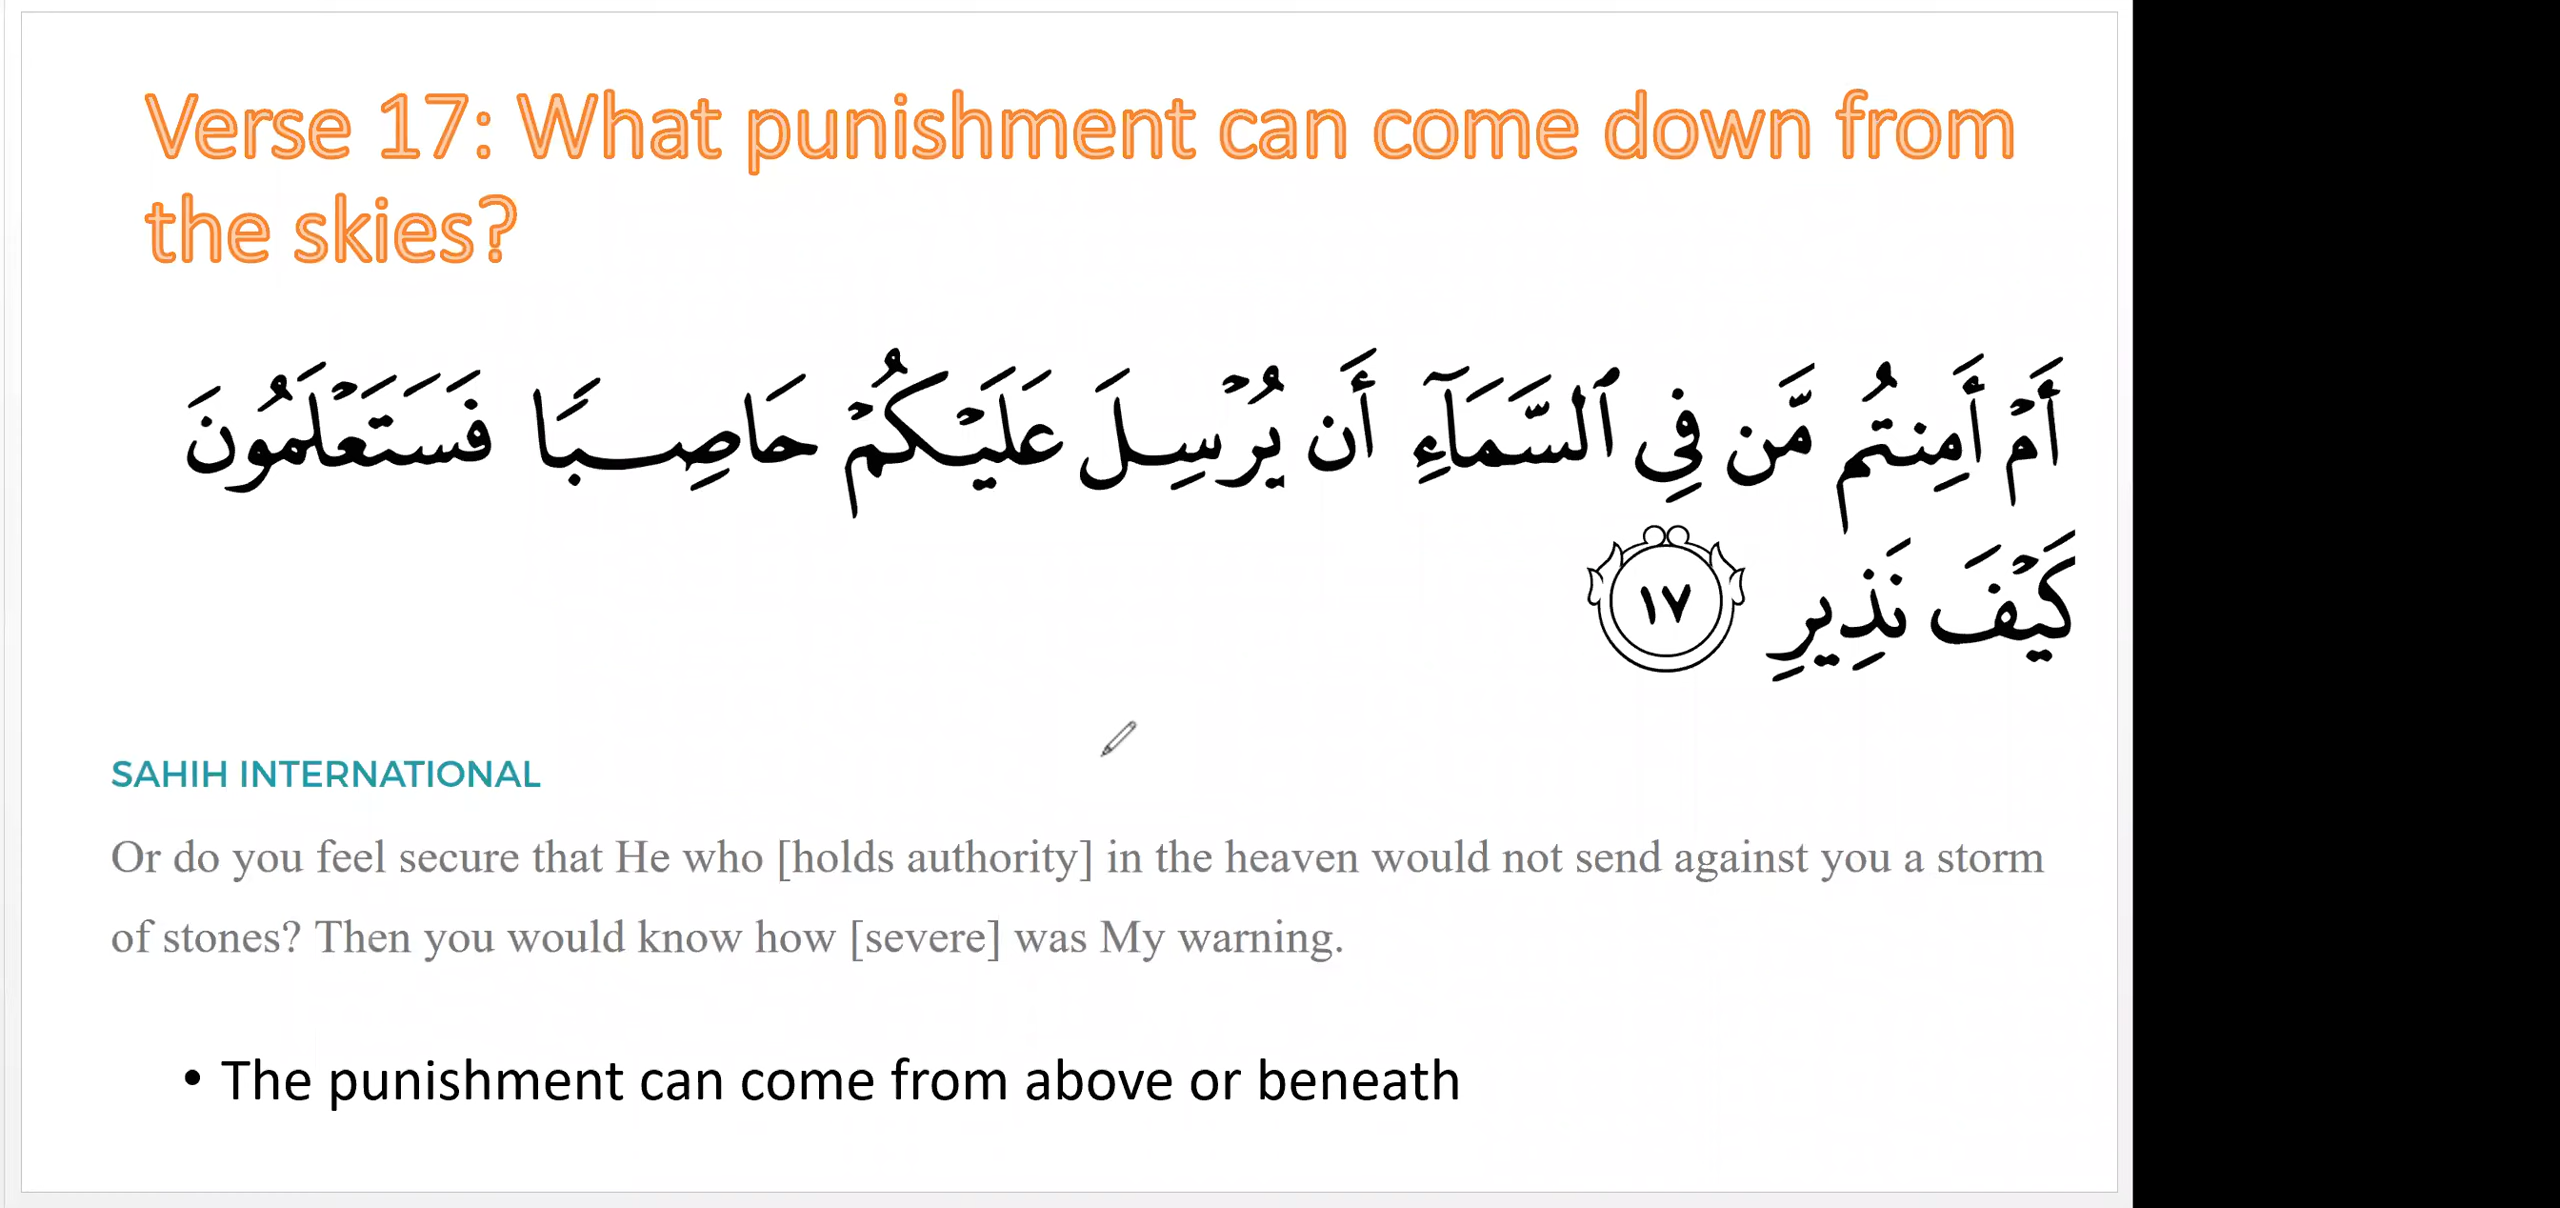 Verse 17: What punishment can come down from
the skies?
أَمْ أَمِنتُم مَّن فِي ٱلسَّمَآءِ أَن يُرْسِلَ عَلَيْكُمْ حَاصِبًا فَسَتَعْلَمُونَ
كَيْفَ نَذِيرِ ١٧
SAHIH INTERNATIONAL
Or do you feel secure that He who [holds authority] in the heaven would not send against you a storm
of stones? Then you would know how [severe] was My warning.
• The punishment can come from above or beneath